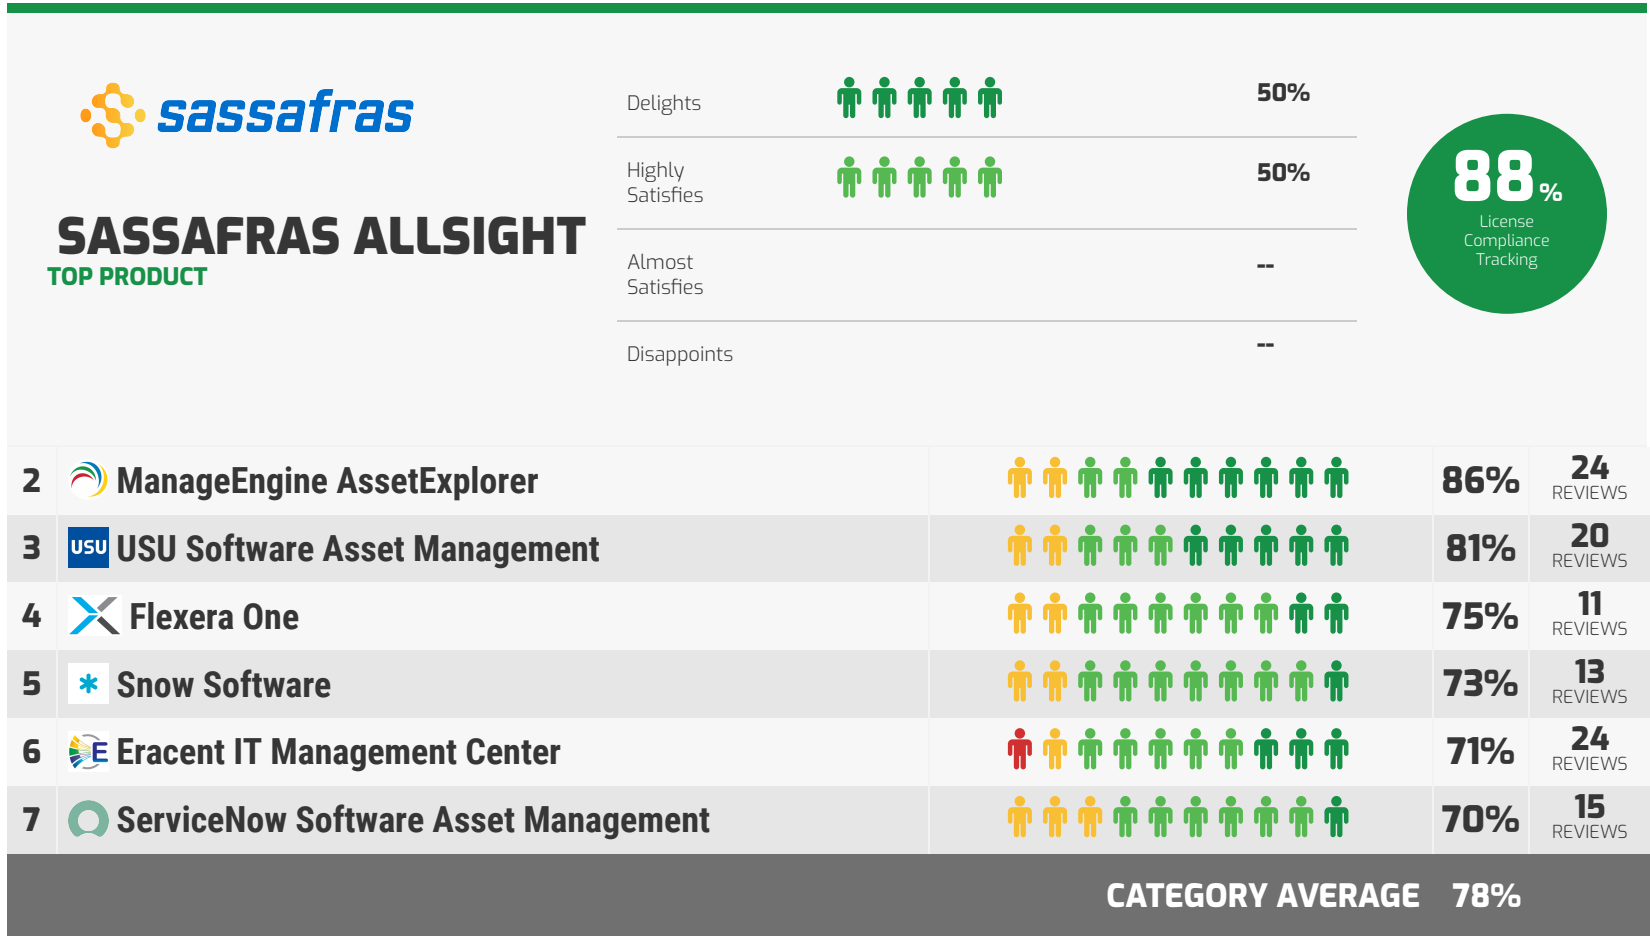 sassafras
SASSAFRAS ALLSIGHT
TOP PRODUCT
Delights
50%
Highly
Satisfies
50%
Almost
Satisfies
--
Disappoints
--
88%
License
Compliance
Tracking
2 ManageEngine AssetExplorer 86% 24
REVIEWS
3 USU USU Software Asset Management 81% 20
REVIEWS
4 Flexera One 75% 11
REVIEWS
5 Snow Software 73% 13
REVIEWS
6 E Eracent IT Management Center 71% 24
REVIEWS
7 ServiceNow Software Asset Management 70% 15
REVIEWS
CATEGORY AVERAGE 78%